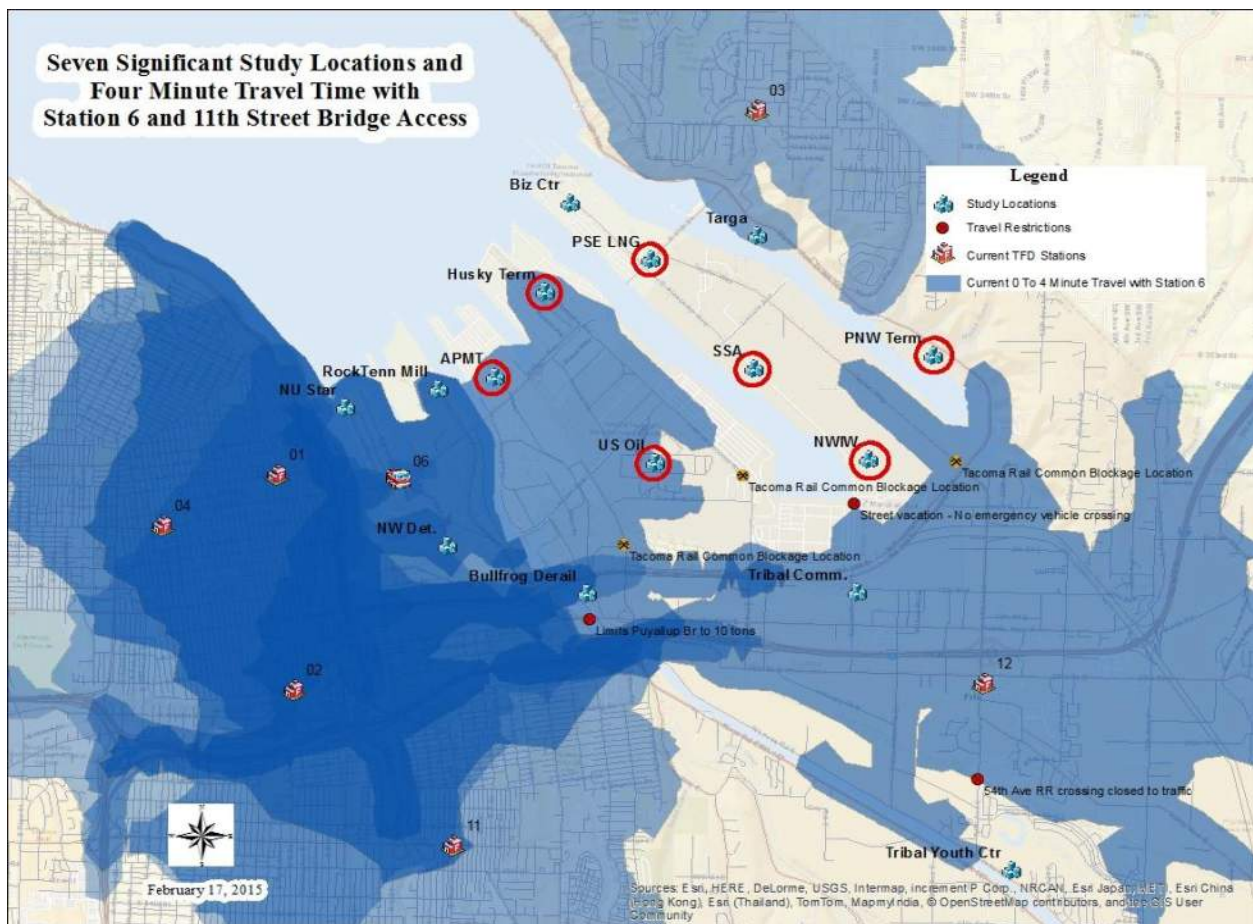 Seven Significant Study Locations and
Four Minute Travel Time with
Station 6 and 11th Street Bridge Access
03
Legend
Study Locations
Travel Restrictions
Current TFD Stations
Current 0 To 4 Minute Travel with Station 6
Biz Ctr
Targa
PSE LNG
Husky Term
PNW Term
SSA
APMT
RockTenn Mill
NU Star
US Oil
NWIW
01
06
Tacoma Rail Common Blockage Location
Tacoma Rail Common Blockage Location
Street vacation - No emergency vehicle crossing
04
NW Det.
Tacoma Rail Common Blockage Location
Bullfrog Derail
Tribal Comm.
Limits Puyallup Br to 10 tons
02
12
54th Ave RR crossing closed to traffic
11
Tribal Youth Ctr
February 17, 2015
Sources: Esri, HERE, DeLorme, USGS, Intermap, increment P Corp., NRCAN, Esri Japan, METI, Esri China
(Hong Kong), Esri (Thailand), TomTom, MapmyIndia, © OpenStreetMap contributors, and the GIS User
Community